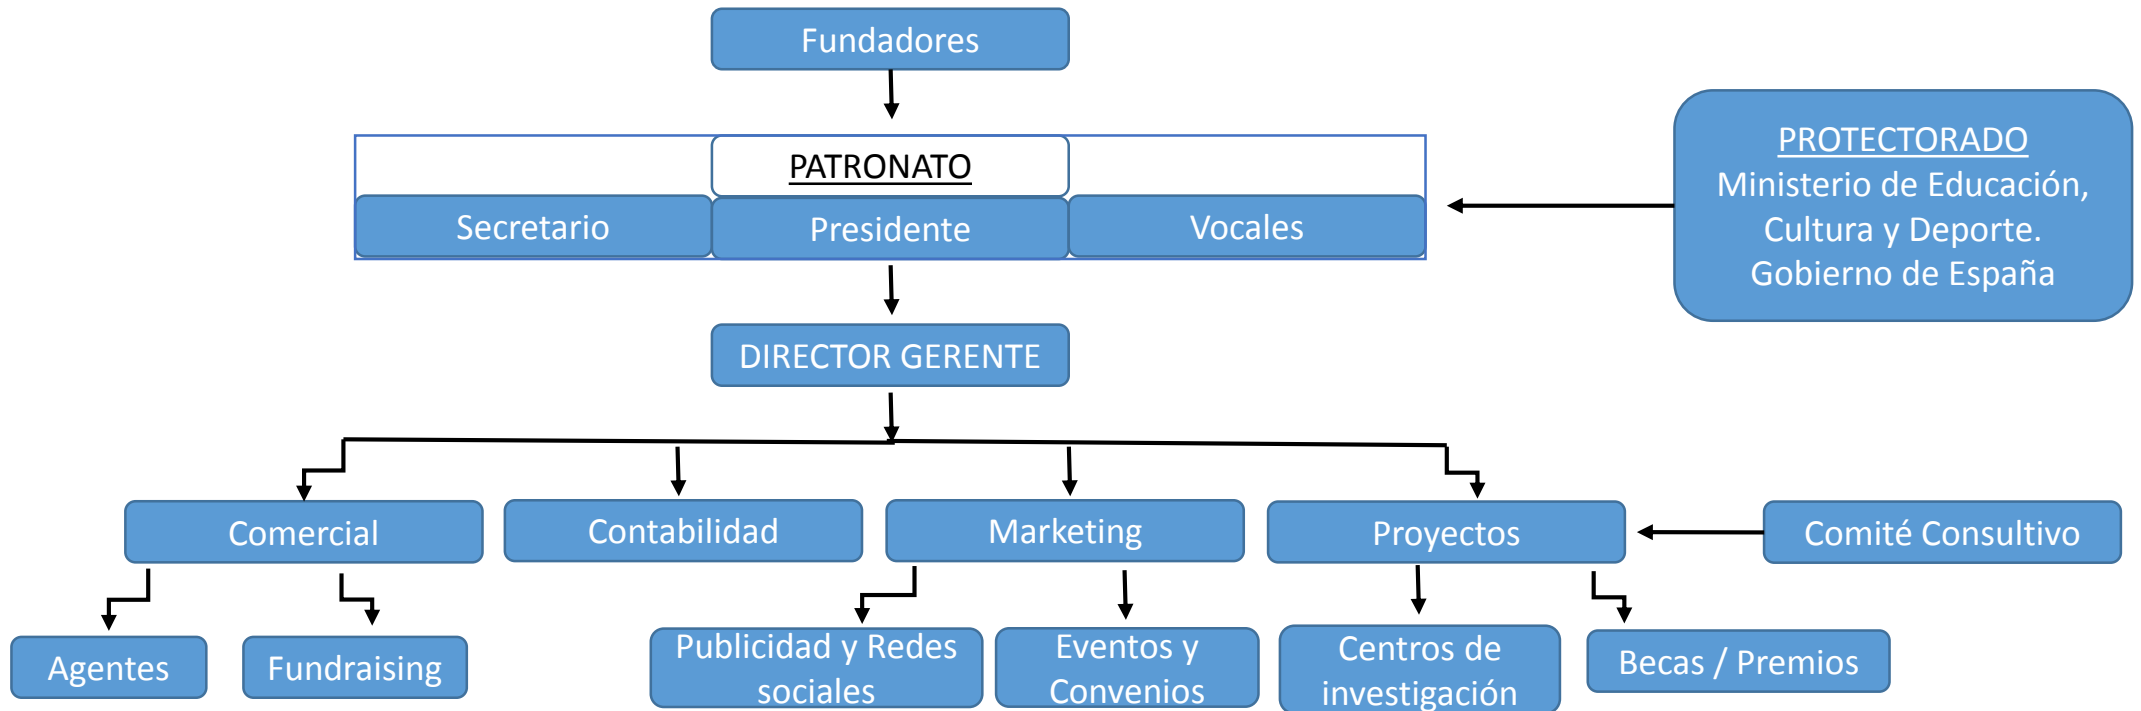 Fundadores
PATRONATO
Secretario
Presidente
Vocales
PROTECTORADO
Ministerio de Educación,
Cultura y Deporte.
Gobierno de España
DIRECTOR GERENTE
Comercial
Contabilidad
Marketing
Proyectos
Comité Consultivo
Agentes
Fundraising
Publicidad y Redes
sociales
Eventos y
Convenios
Centros de
investigación
Becas / Premios